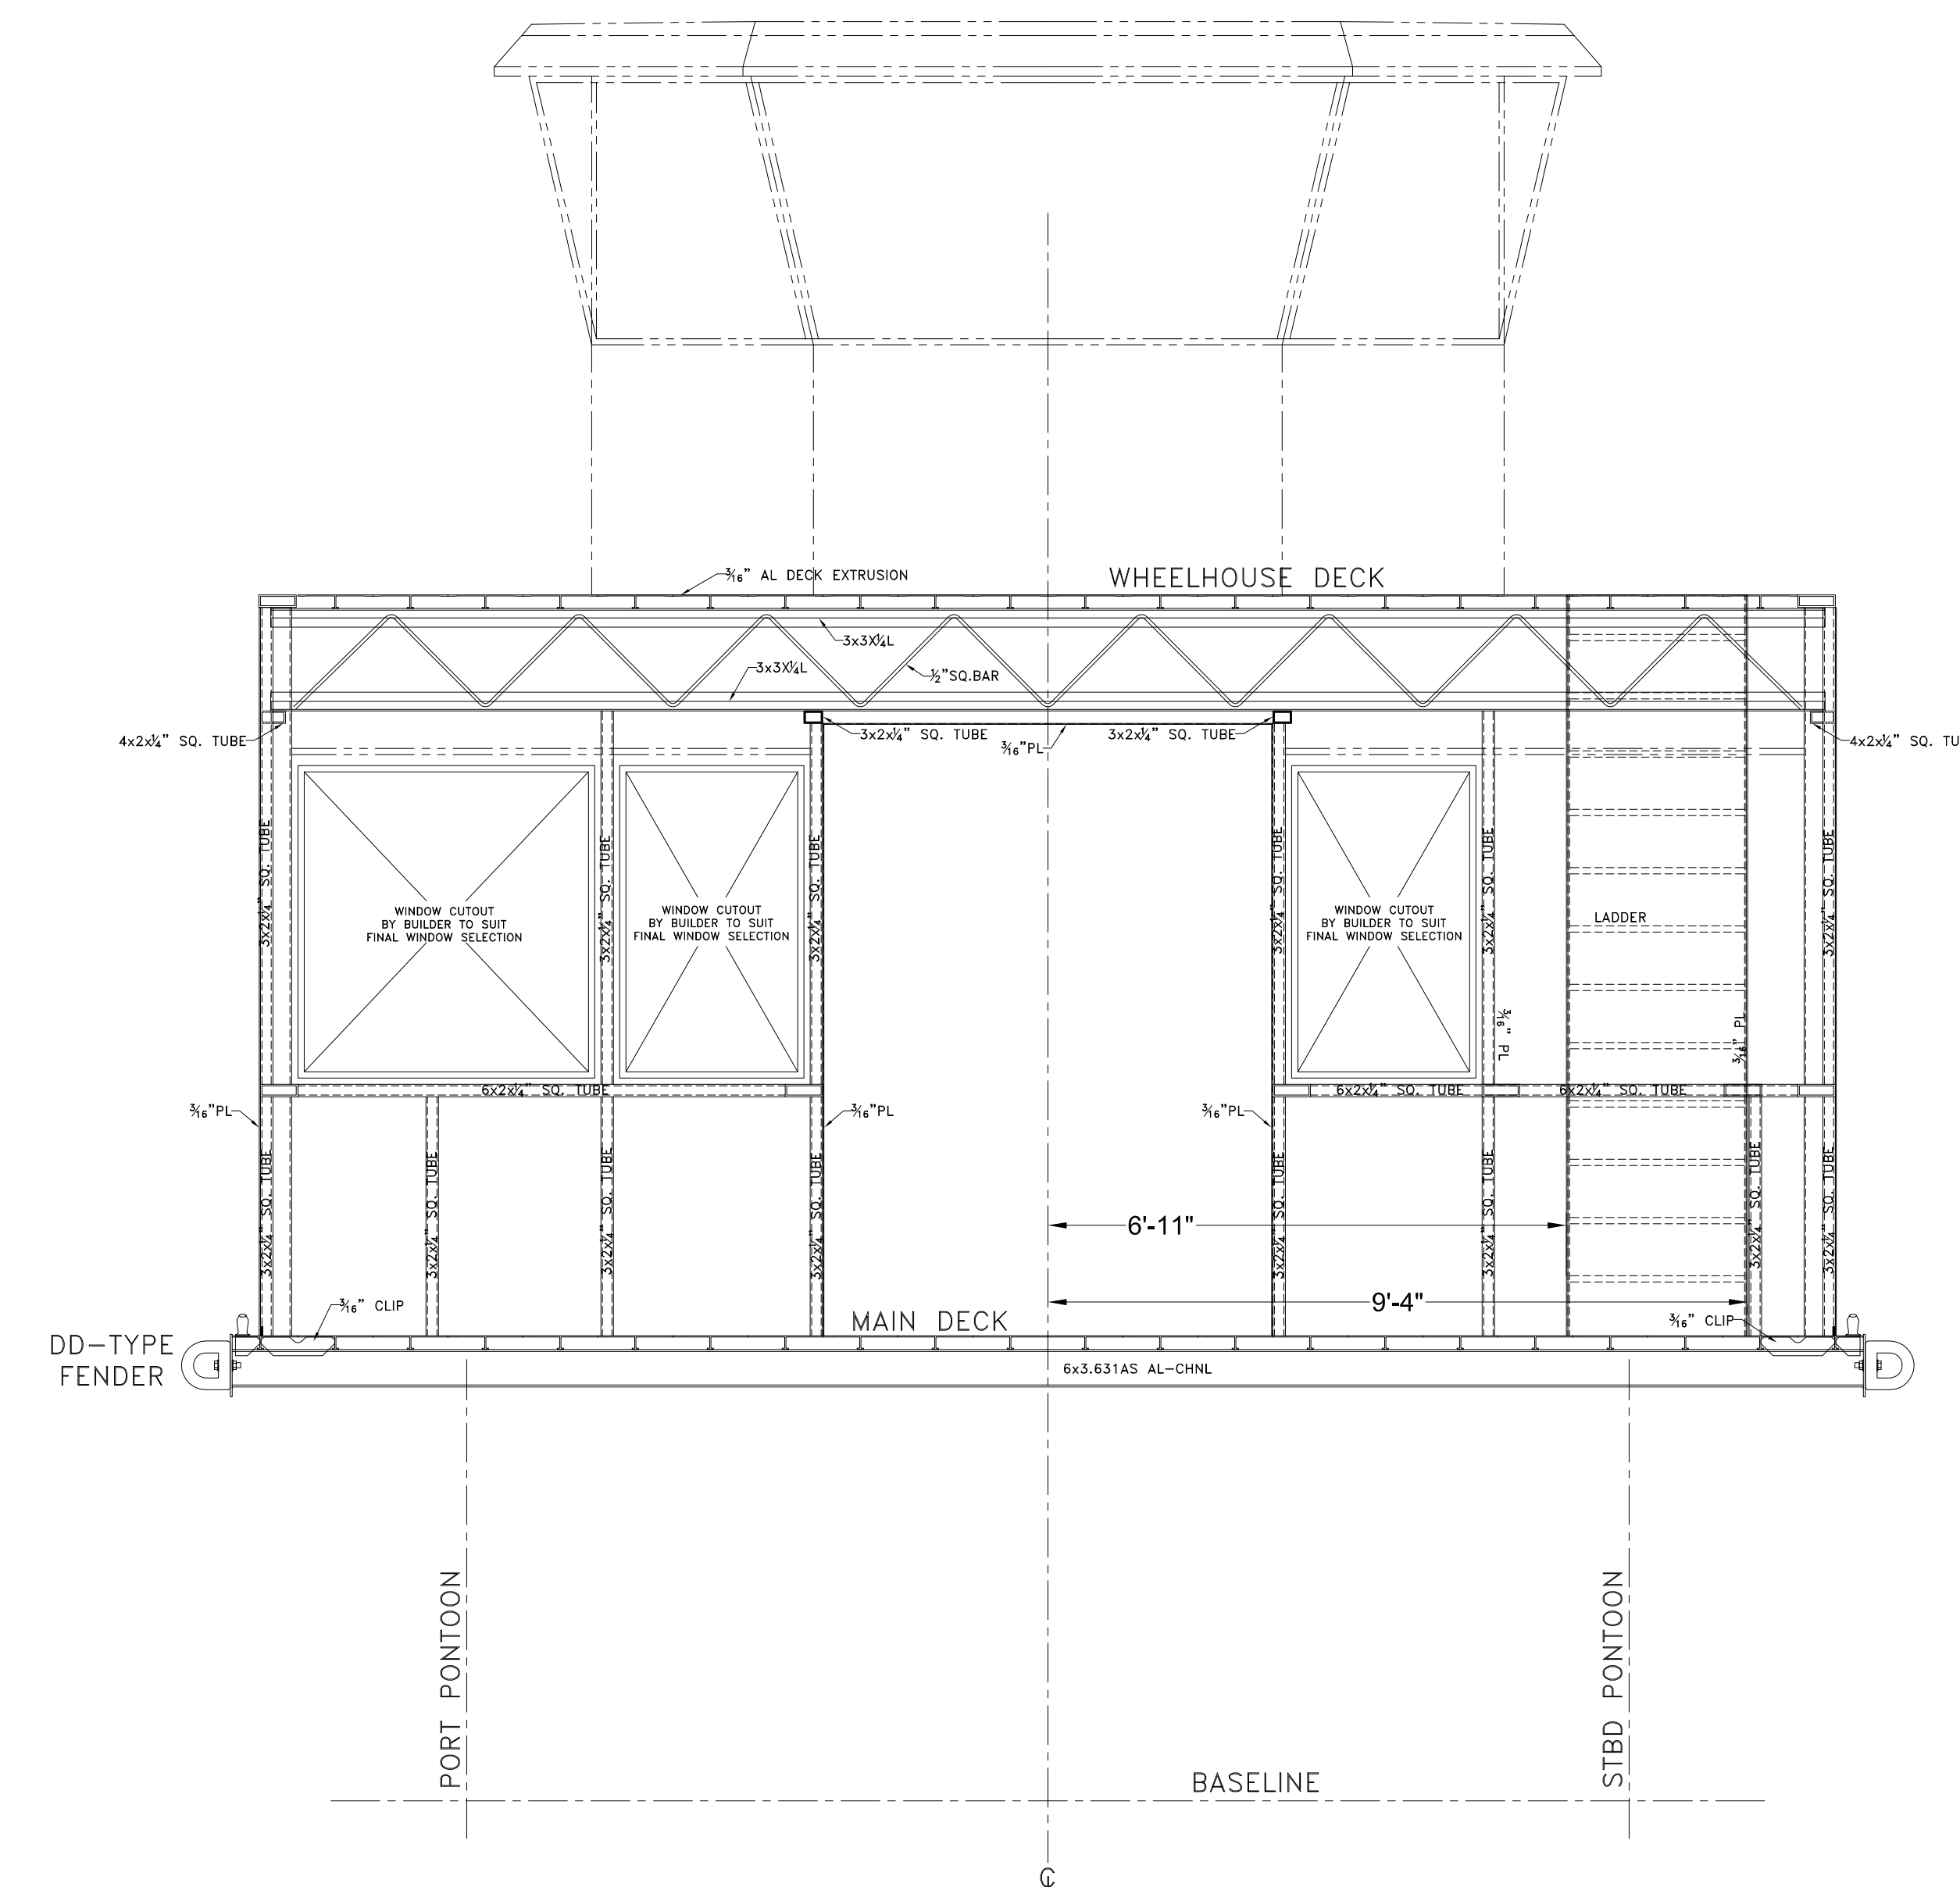 3/16" AL DECK EXTRUSION
WHEELHOUSE DECK
3x3X1/4L
3x3X1/4L
1/2"SQ.BAR
4x2x1/4" SQ. TUBE
3x2x1/4" SQ. TUBE
3/16"PL
3x2x1/4" SQ. TUBE
4x2x1/4" SQ. TU
3x2x1/4" SQ. TUBE
3x2x1/4" SQ. TUBE
3x2x1/4" SQ. TUBE
3x2x1/4" SQ. TUBE
3x2x1/4" SQ. TUBE
3x2x1/4" SQ. TUBE
WINDOW CUTOUT
BY BUILDER TO SUIT
FINAL WINDOW SELECTION
WINDOW CUTOUT
BY BUILDER TO SUIT
FINAL WINDOW SELECTION
WINDOW CUTOUT
BY BUILDER TO SUIT
FINAL WINDOW SELECTION
LADDER
3/16" PL
3/16" PL
6x2x1/4" SQ. TUBE
6x2x1/4" SQ. TUBE
6x2x1/4" SQ. TUBE
3/16"PL
3/16"PL
3/16"PL
3x2x1/4" SQ. TUBE
3x2x1/4" SQ. TUBE
3x2x1/4" SQ. TUBE
3x2x1/4" SQ. TUBE
3x2x1/4" SQ. TUBE
3x2x1/4" SQ. TUBE
3x2x1/4" SQ. TUBE
3x2x1/4" SQ. TUBE
6'-11"
9'-4"
3/16" CLIP
MAIN DECK
3/16" CLIP
DD-TYPE
FENDER
6x3.631AS AL-CHNL
PORT PONTOON
STBD PONTOON
BASELINE
℄